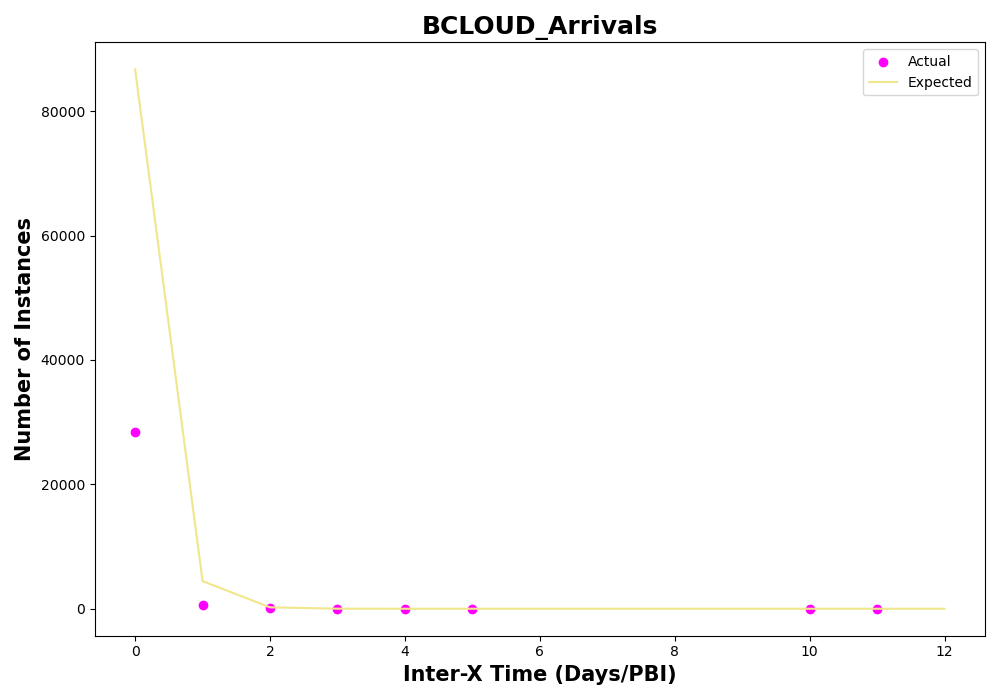 BCLOUD_Arrivals
Actual
Expected
Number of Instances
80000
60000
40000
20000
0
0 2 4 6 8 10 12
Inter-X Time (Days/PBI)